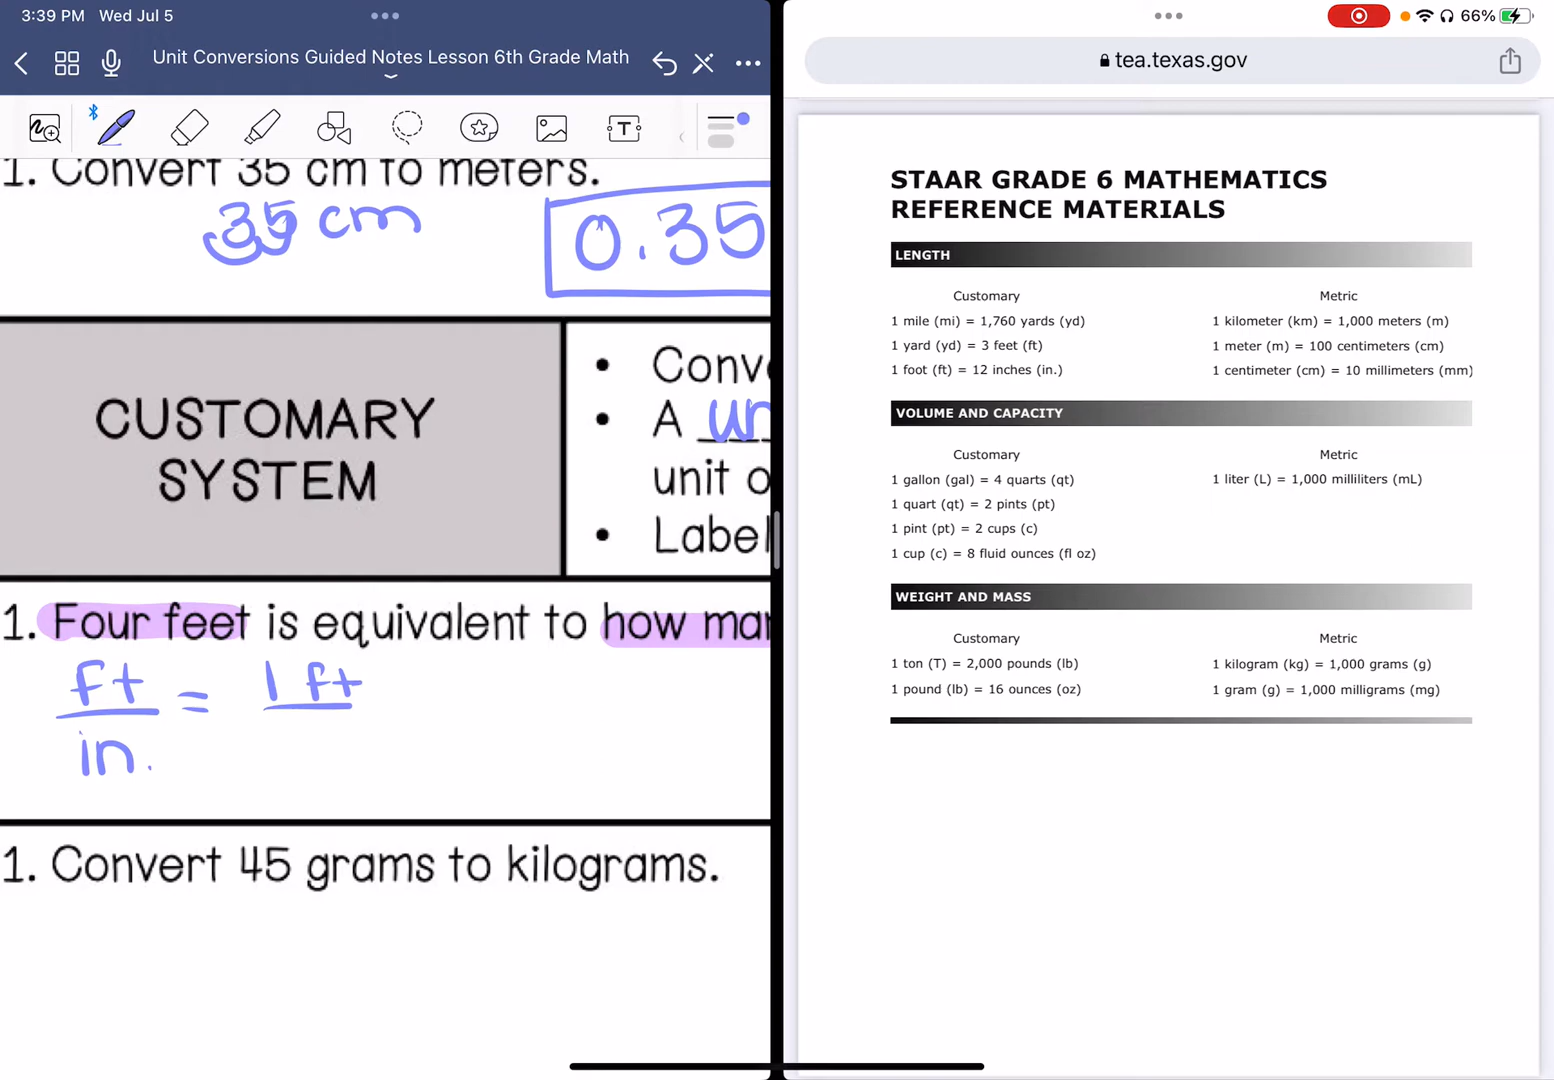 3:39 PM Wed Jul 5
66%
Unit Conversions Guided Notes Lesson 6th Grade Math
tea.texas.gov
1. Convert 35 cm to meters.
35 cm
0.35
CUSTOMARY
SYSTEM
• Conv
• A un
unit o
• Label
1. Four feet is equivalent to how mar
ft = 1 ft
in.
1. Convert 45 grams to kilograms.
STAAR GRADE 6 MATHEMATICS
REFERENCE MATERIALS
LENGTH
Customary Metric
1 mile (mi) = 1,760 yards (yd) 1 kilometer (km) = 1,000 meters (m)
1 yard (yd) = 3 feet (ft) 1 meter (m) = 100 centimeters (cm)
1 foot (ft) = 12 inches (in.) 1 centimeter (cm) = 10 millimeters (mm)
VOLUME AND CAPACITY
Customary Metric
1 gallon (gal) = 4 quarts (qt) 1 liter (L) = 1,000 milliliters (mL)
1 quart (qt) = 2 pints (pt)
1 pint (pt) = 2 cups (c)
1 cup (c) = 8 fluid ounces (fl oz)
WEIGHT AND MASS
Customary Metric
1 ton (T) = 2,000 pounds (lb) 1 kilogram (kg) = 1,000 grams (g)
1 pound (lb) = 16 ounces (oz) 1 gram (g) = 1,000 milligrams (mg)